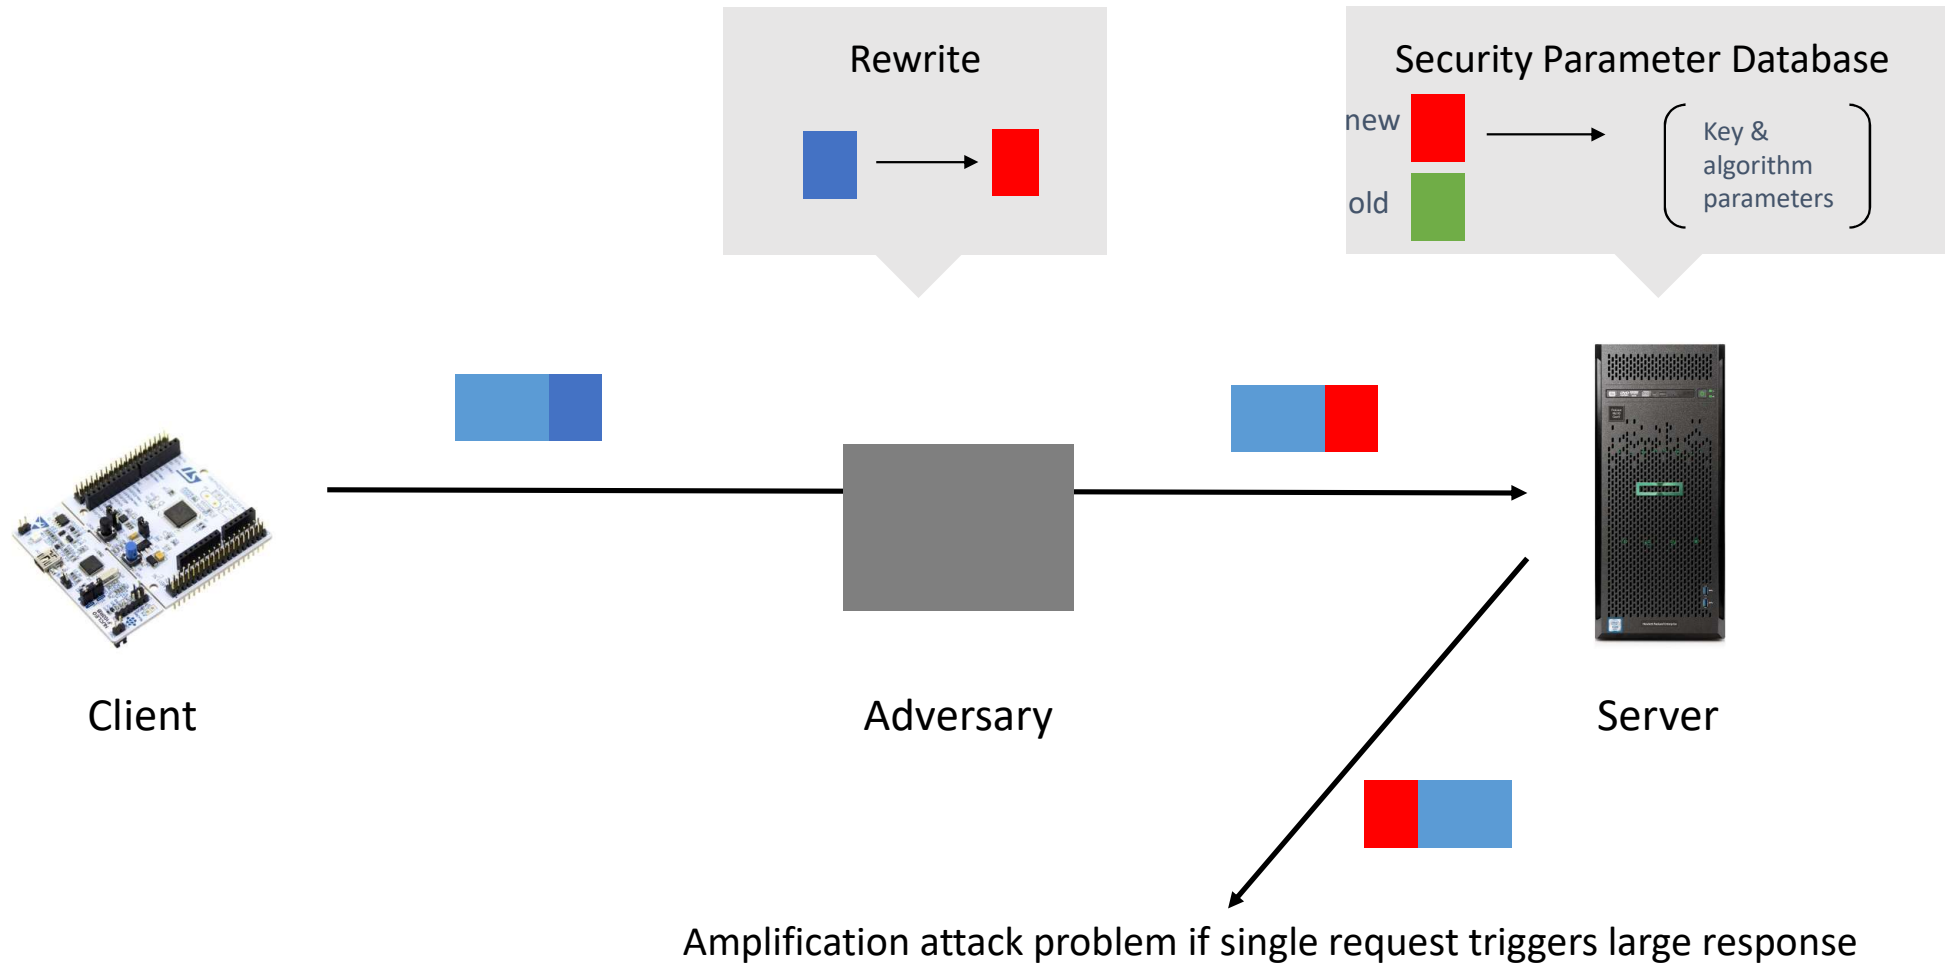 Rewrite
Security Parameter Database
new
old
Key &
algorithm
parameters
Client
Adversary
Server
Amplification attack problem if single request triggers large response